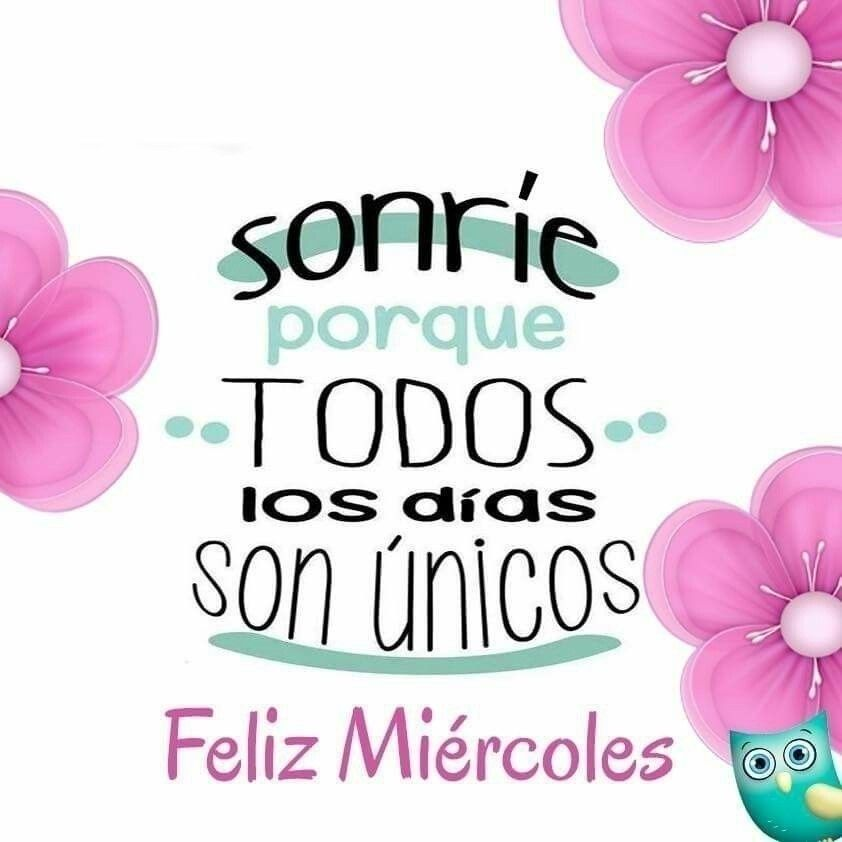 sonríe
porque
TODOS
los días
son únicos
Feliz Miércoles